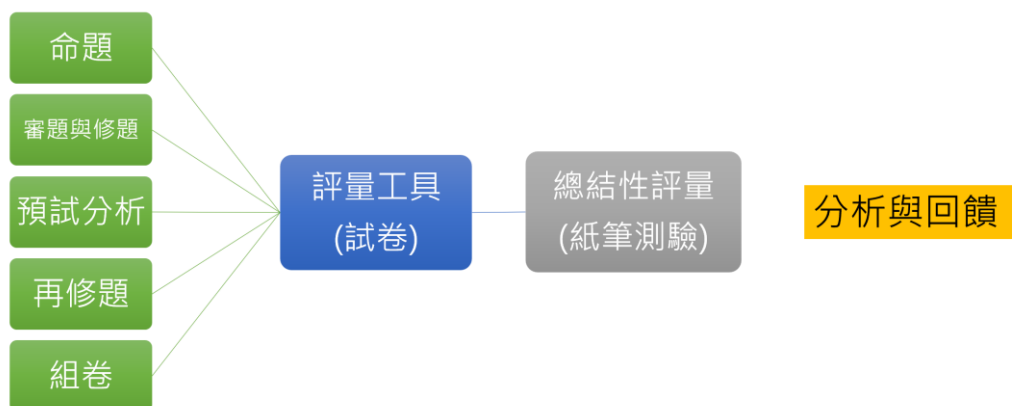 命題
審題與修題
預試分析
再修題
組卷
評量工具
(試卷)
總結性評量
(紙筆測驗)
分析與回饋